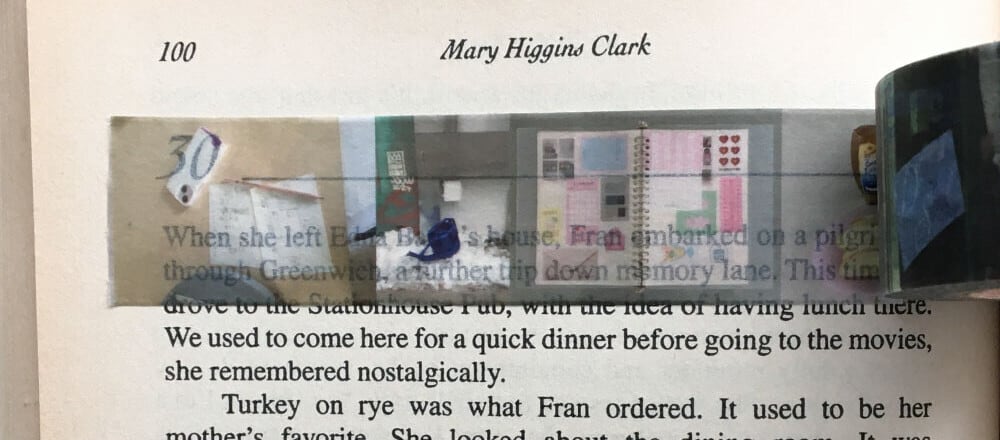 100
Mary Higgins Clark
30
When she left Edna 's house, Fran embarked on a
through Greenwich, a further trip down memory lane. This
drove to the Stationhouse Pub, with the idea of having lunch there.
We used to come here for a quick dinner before going to the movies,
she remembered nostalgically.
Turkey on rye was what Fran ordered. It used to be her
mother's favorite. She looked about the dining room. It was